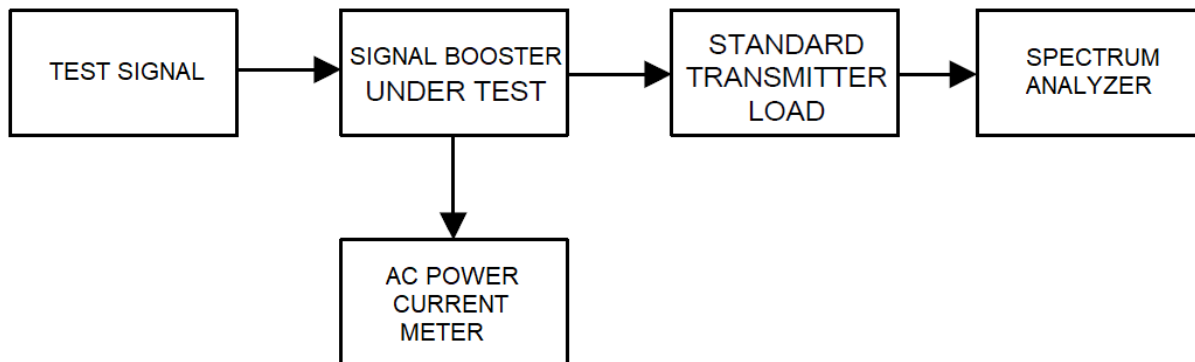 TEST SIGNAL
SIGNAL BOOSTER
UNDER TEST
STANDARD
TRANSMITTER
LOAD
SPECTRUM
ANALYZER
AC POWER
CURRENT
METER